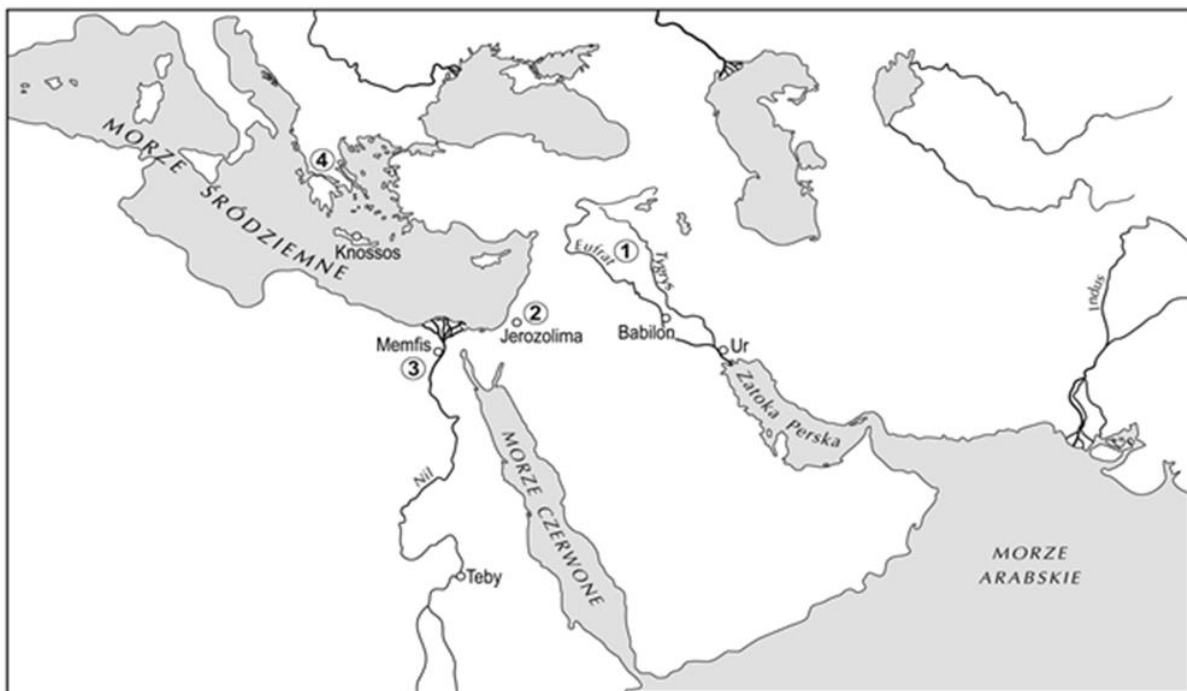 MORZE ŚRÓDZIEMNE
4
Knossos
Eufrat
1
Tygrys
Indus
2
Jerozolima
Babilon
Memfis
3
Ur
Zatoka Perska
Nil
MORZE CZERWONE
MORZE
ARABSKIE
Teby